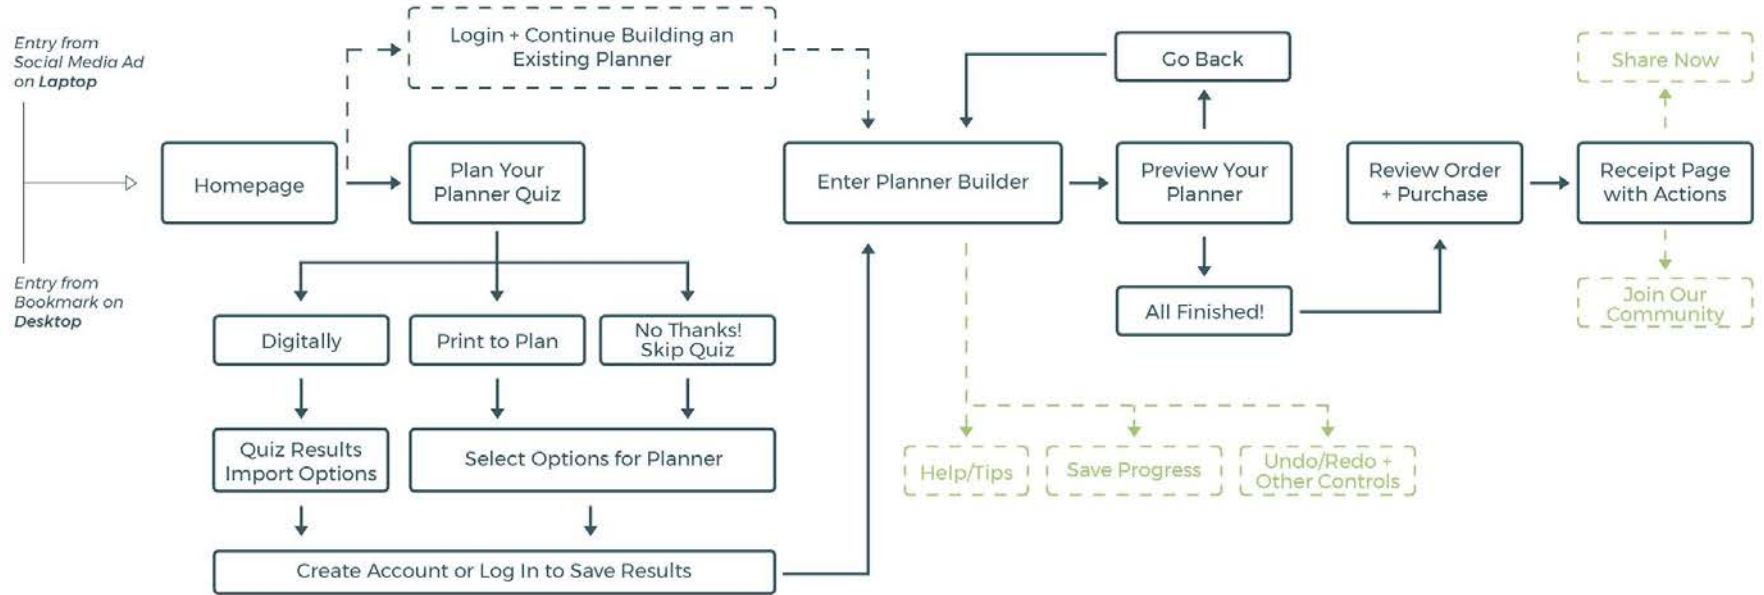 Entry from
Social Media Ad
on Laptop
Entry from
Bookmark on
Desktop
Homepage
Login + Continue Building an
Existing Planner
Plan Your
Planner Quiz
Digitally
Print to Plan
No Thanks!
Skip Quiz
Quiz Results
Import Options
Select Options for Planner
Create Account or Log In to Save Results
Enter Planner Builder
Help/Tips
Save Progress
Undo/Redo +
Other Controls
Go Back
Preview Your
Planner
All Finished!
Review Order
+ Purchase
Share Now
Receipt Page
with Actions
Join Our
Community